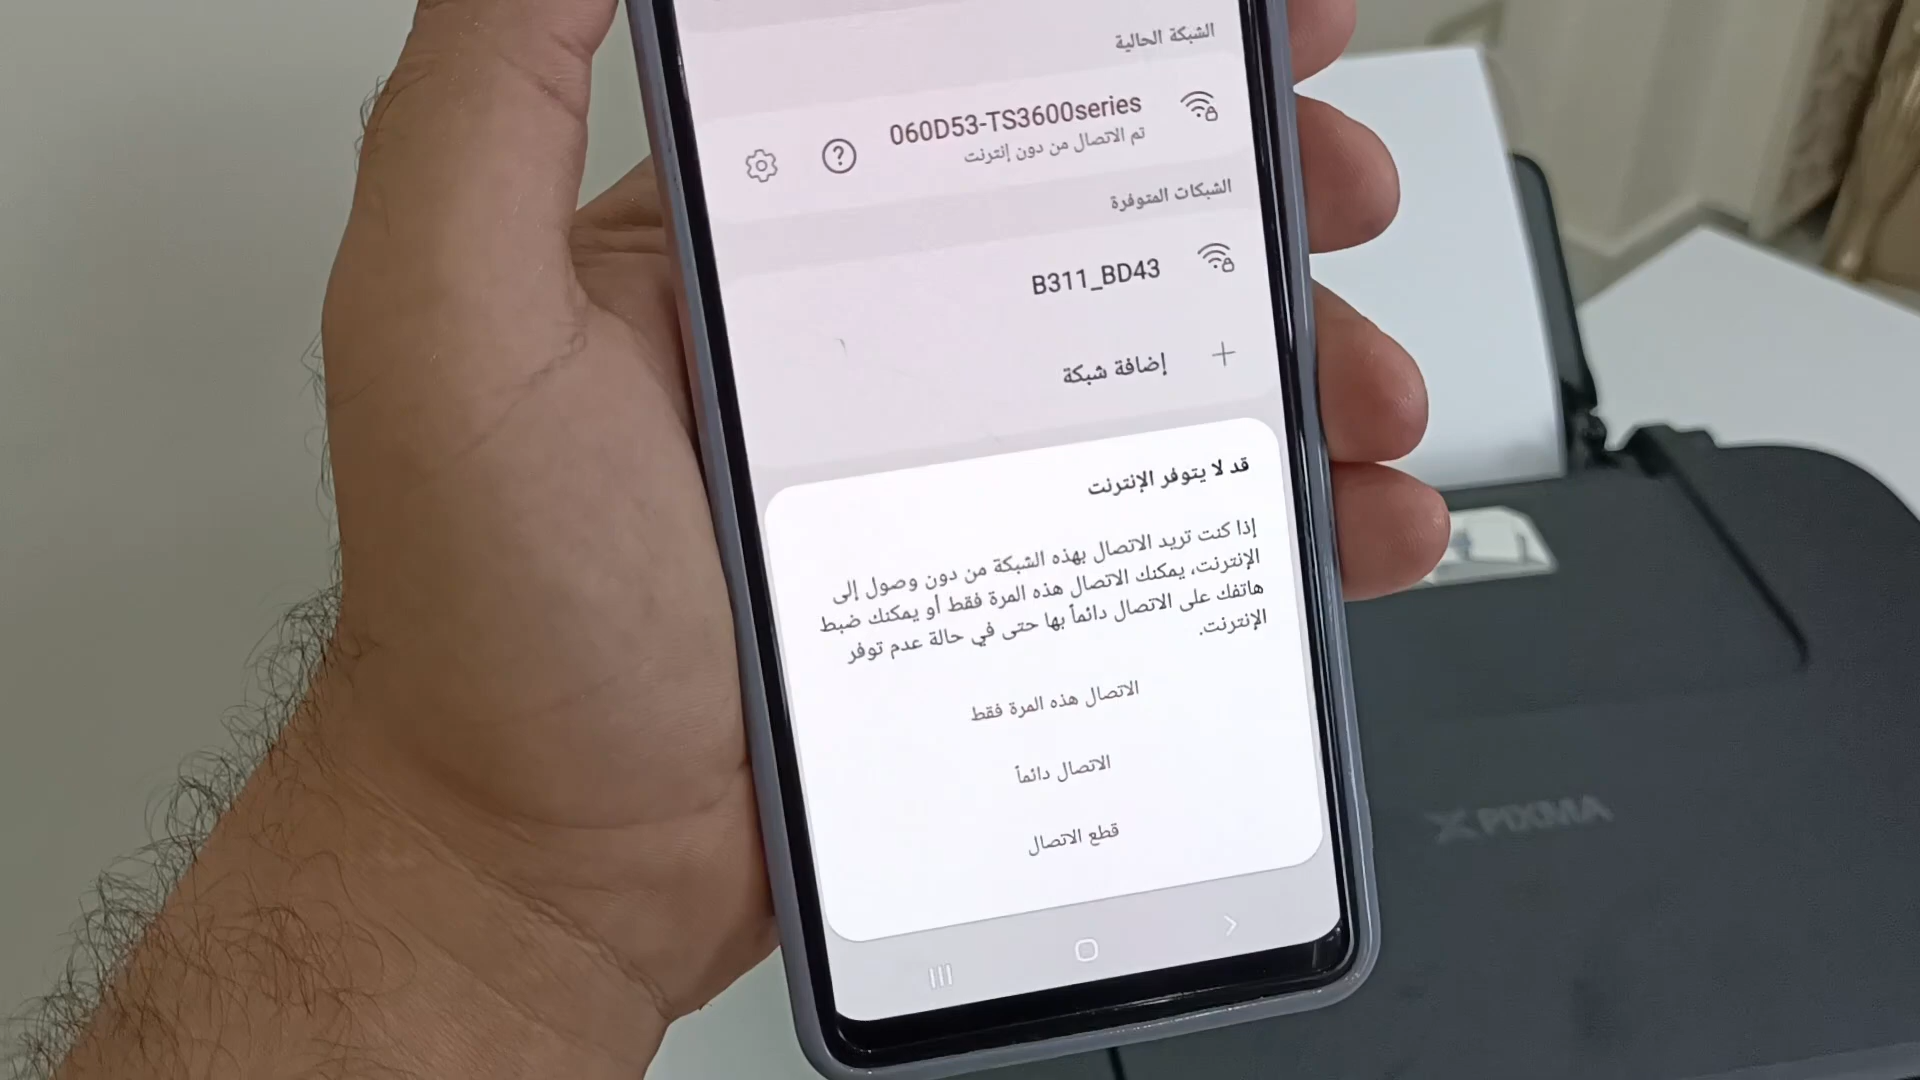 الشبكة الحالية
060D53-TS3600series
تم الاتصال من دون إنترنت
الشبكات المتوفرة
B311_BD43
إضافة شبكة
قد لا يتوفر الإنترنت
إذا كنت تريد الاتصال بهذه الشبكة من دون وصول إلى
الإنترنت، يمكنك الاتصال هذه المرة فقط أو يمكنك ضبط
هاتفك على الاتصال دائماً بها حتى في حالة عدم توفر
الإنترنت.
الاتصال هذه المرة فقط
الاتصال دائماً
قطع الاتصال
PIXMA